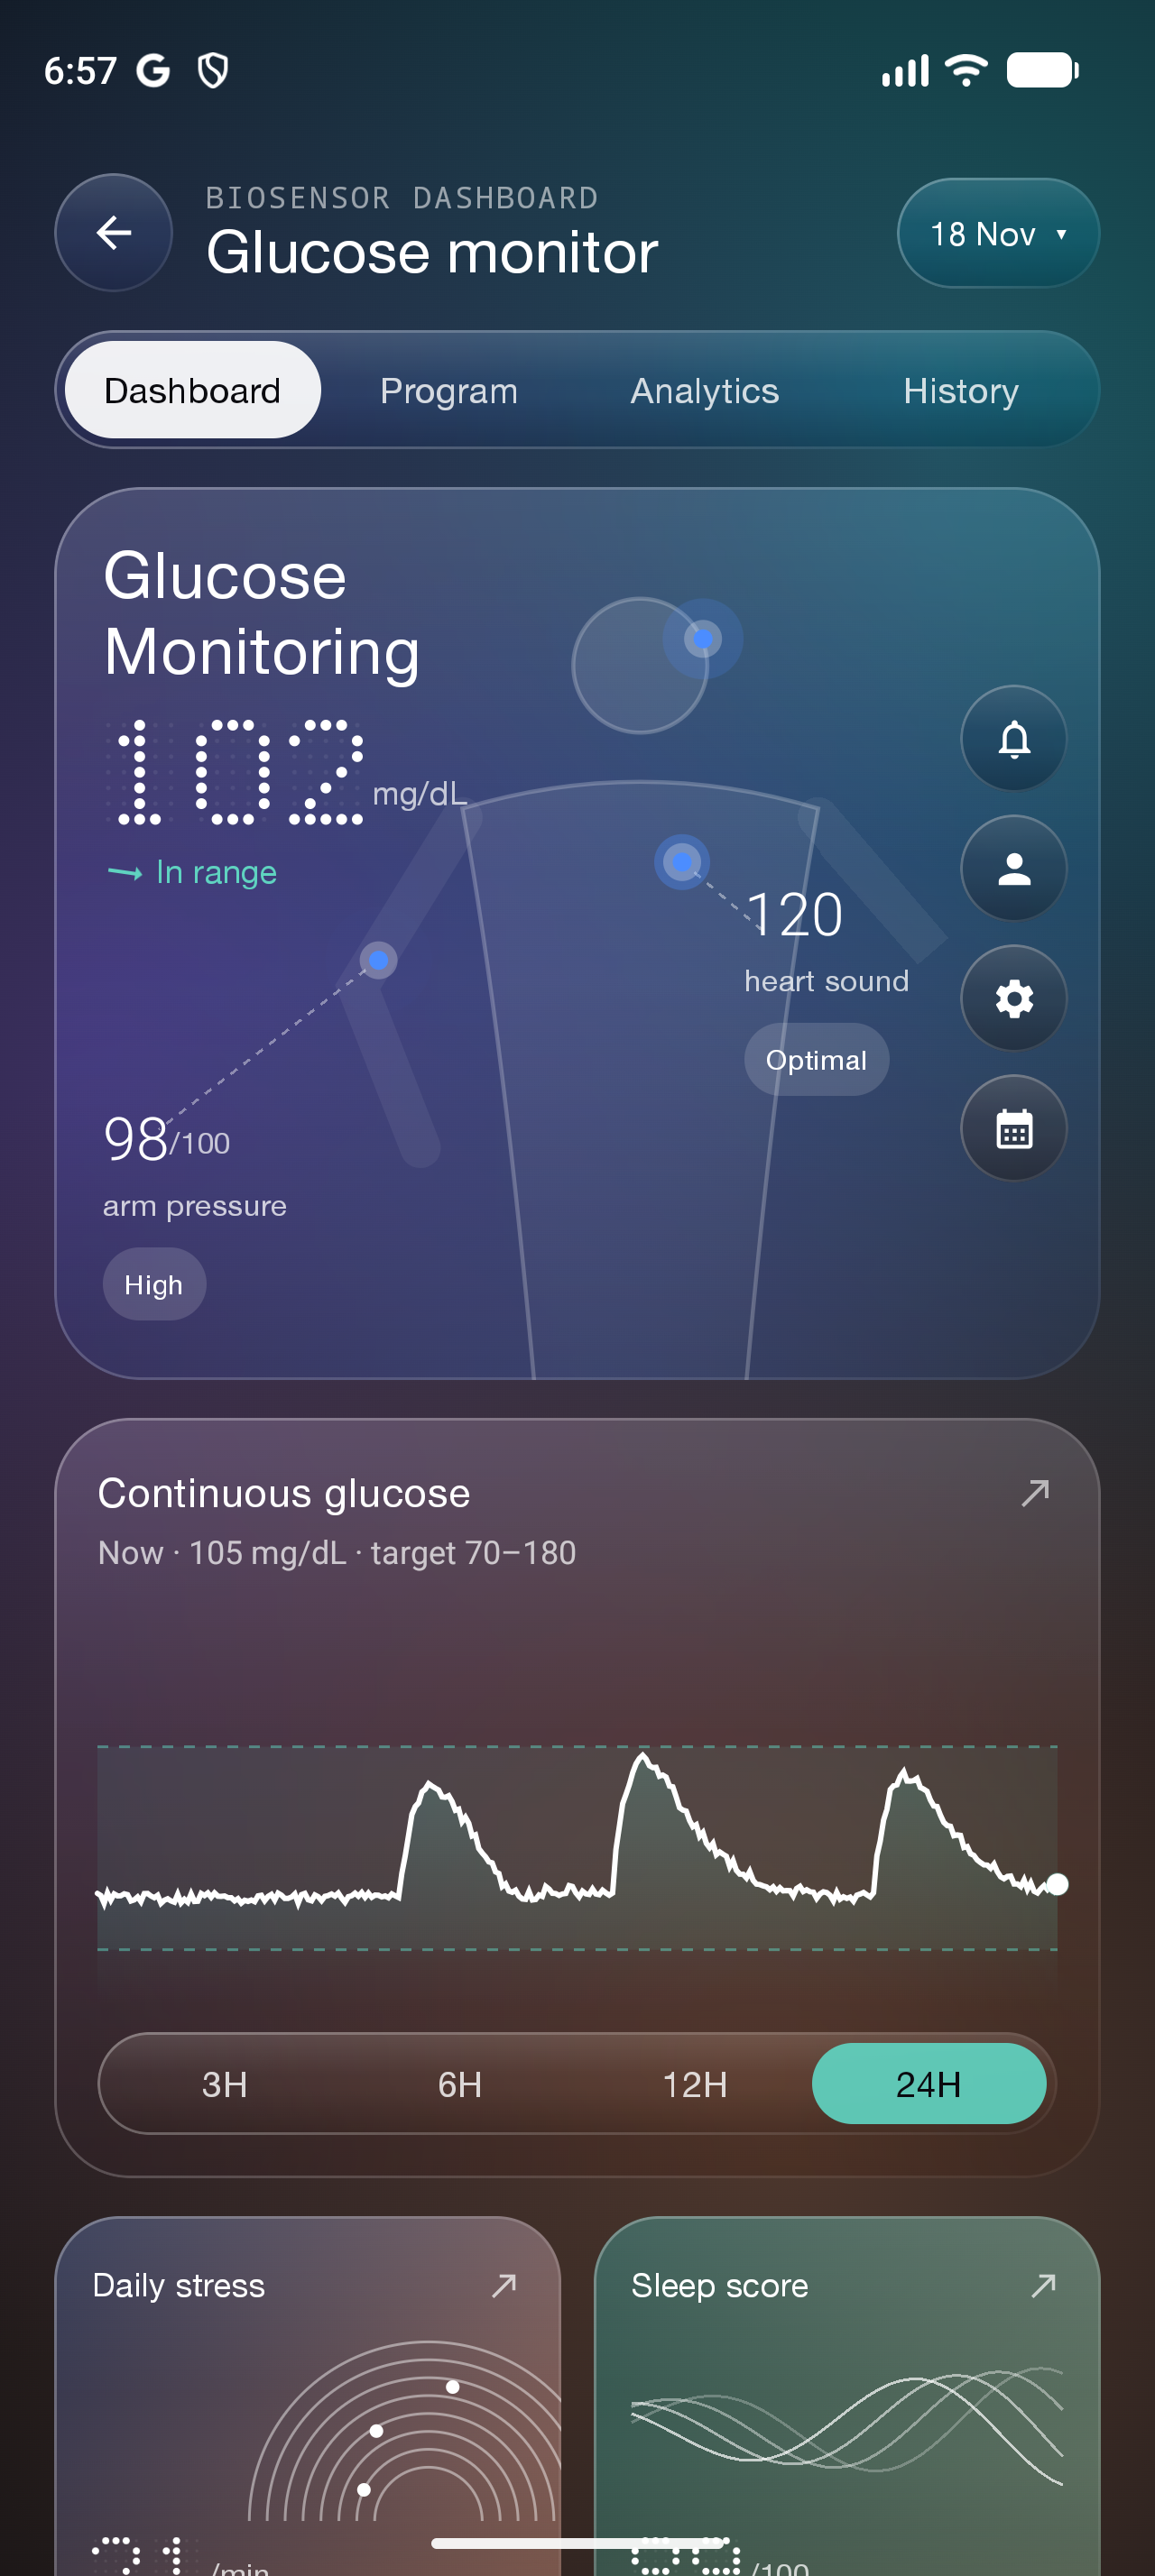 6:57
BIOSENSOR DASHBOARD
Glucose monitor
18 Nov
Dashboard Program Analytics History
Glucose
Monitoring
102 mg/dL
In range
120
heart sound
Optimal
98/100
arm pressure
High
Continuous glucose
Now · 105 mg/dL · target 70–180
3H 6H 12H 24H
Daily stress
Sleep score
/min
/100